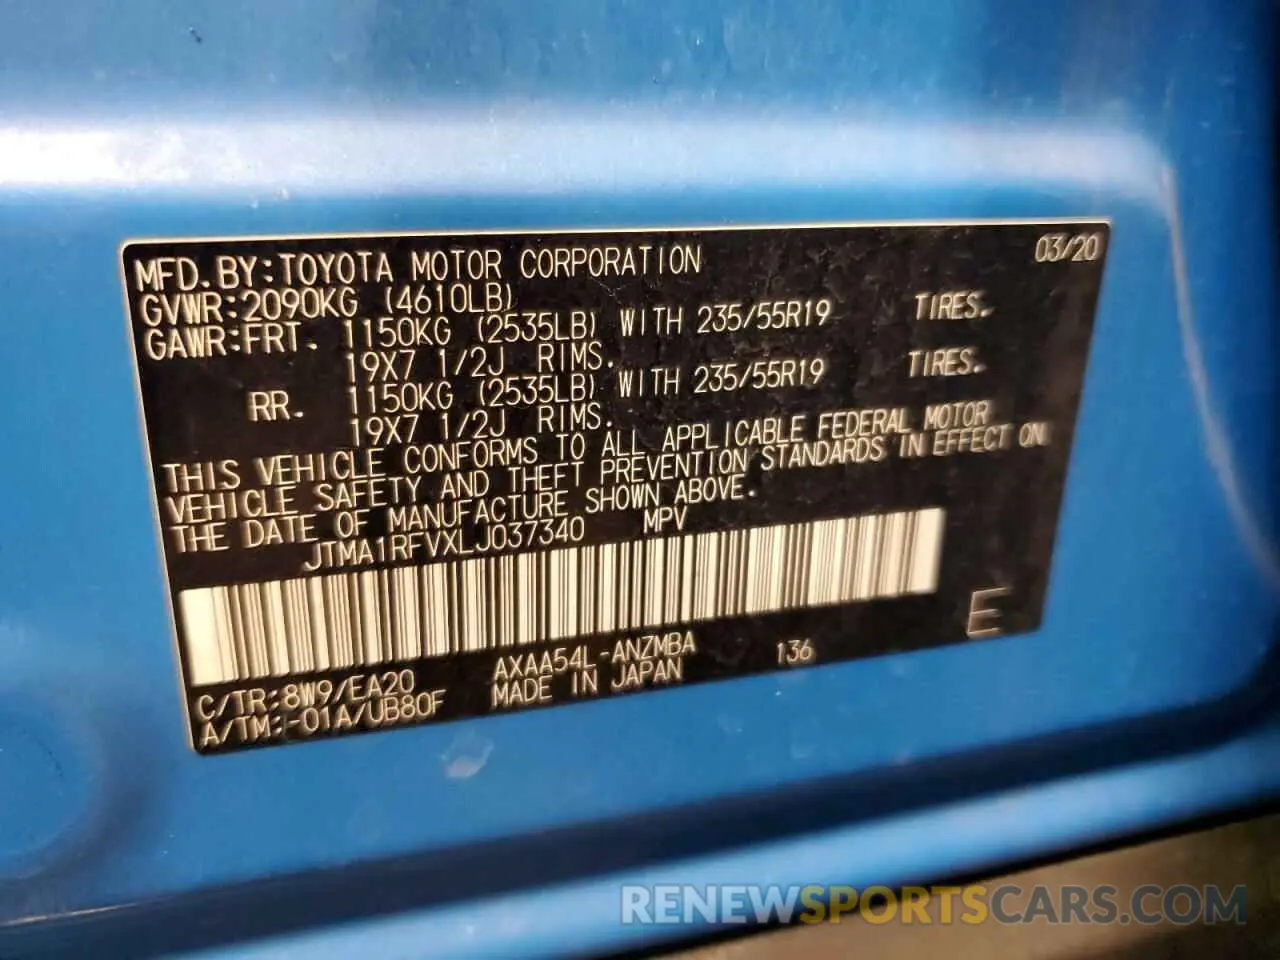 MFD. BY: TOYOTA MOTOR CORPORATION 03/20
GVWR: 2090KG (4610LB)
GAWR: FRT. 1150KG (2535LB) WITH 235/55R19 TIRES.
19X7 1/2J RIMS.
RR. 1150KG (2535LB) WITH 235/55R19 TIRES.
19X7 1/2J RIMS.
THIS VEHICLE CONFORMS TO ALL APPLICABLE FEDERAL MOTOR
VEHICLE SAFETY AND THEFT PREVENTION STANDARDS IN EFFECT ON
THE DATE OF MANUFACTURE SHOWN ABOVE.
JTMA1RFVXLJ037340 MPV
E
C/TR: 8W9/EA20 AXAA54L-ANZMBA 136
A/TM: -01A/UB80F MADE IN JAPAN
RENEWSPORTSCARS.COM